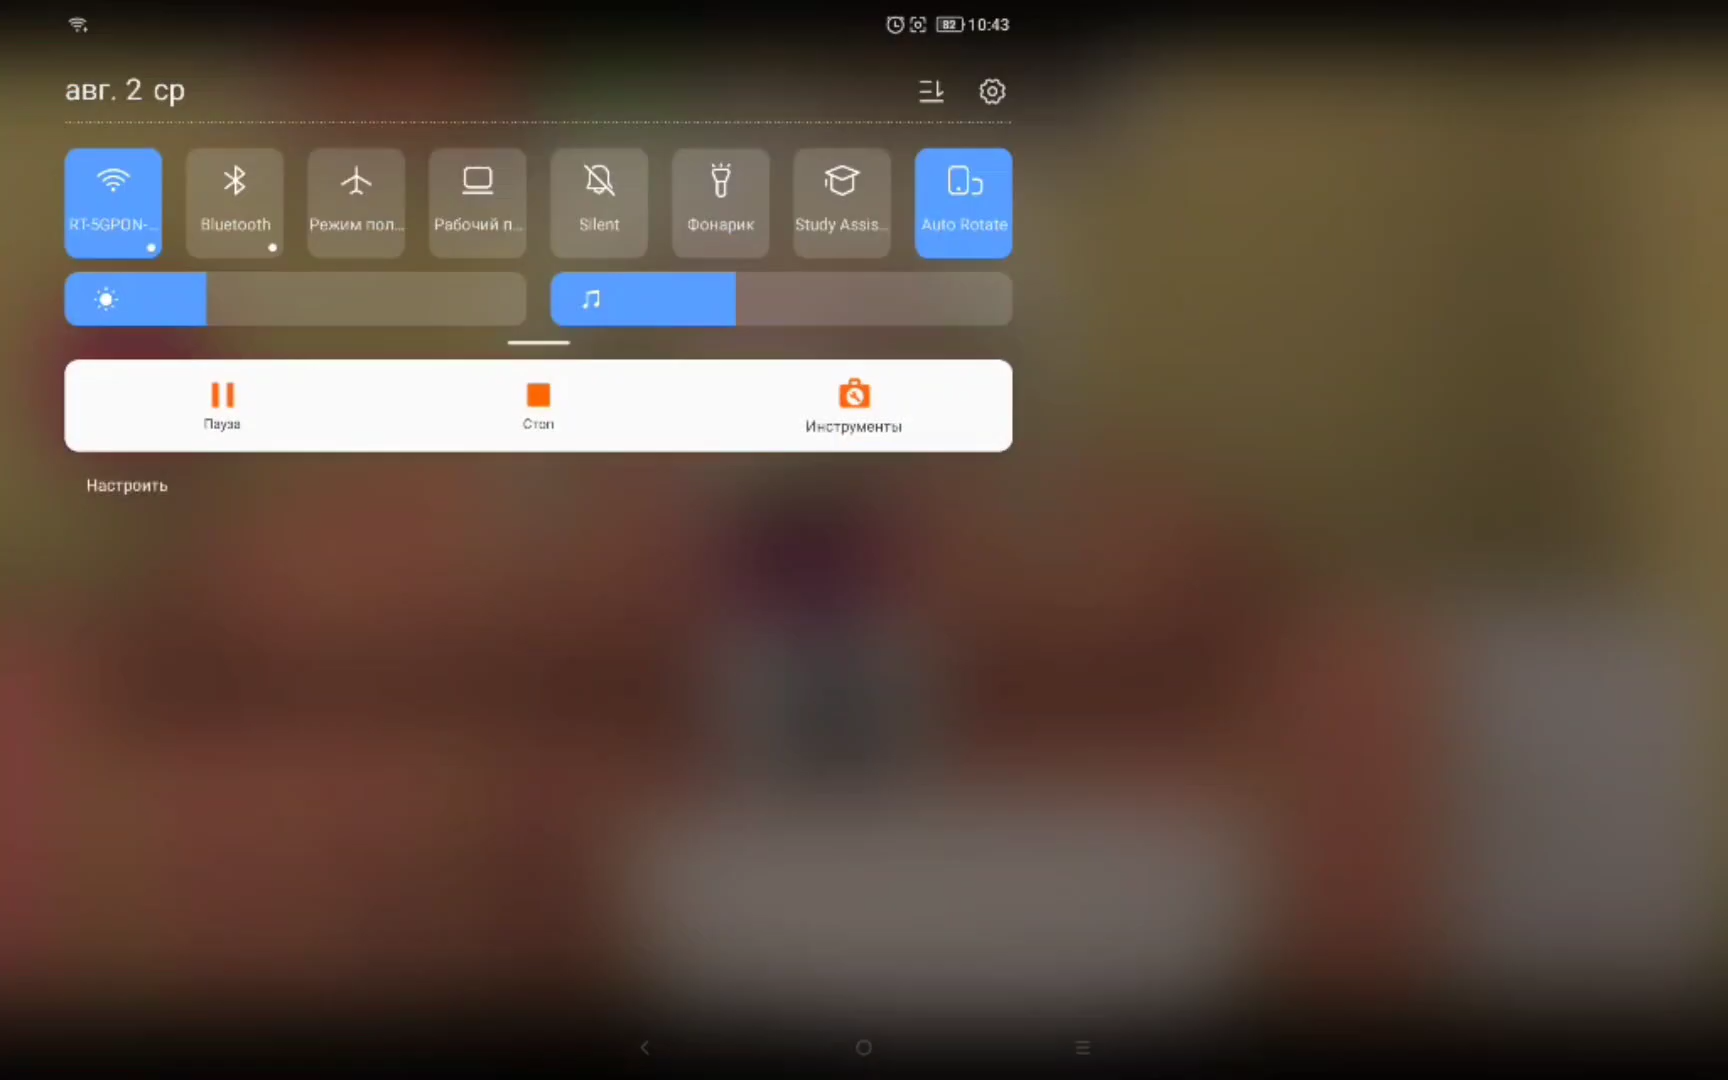 82 10:43
авг. 2 ср
RT-5GPON-...
Bluetooth
Режим пол...
Рабочий п...
Silent
Фонарик
Study Assis...
Auto Rotate
Пауза
Стоп
Инструменты
Настроить